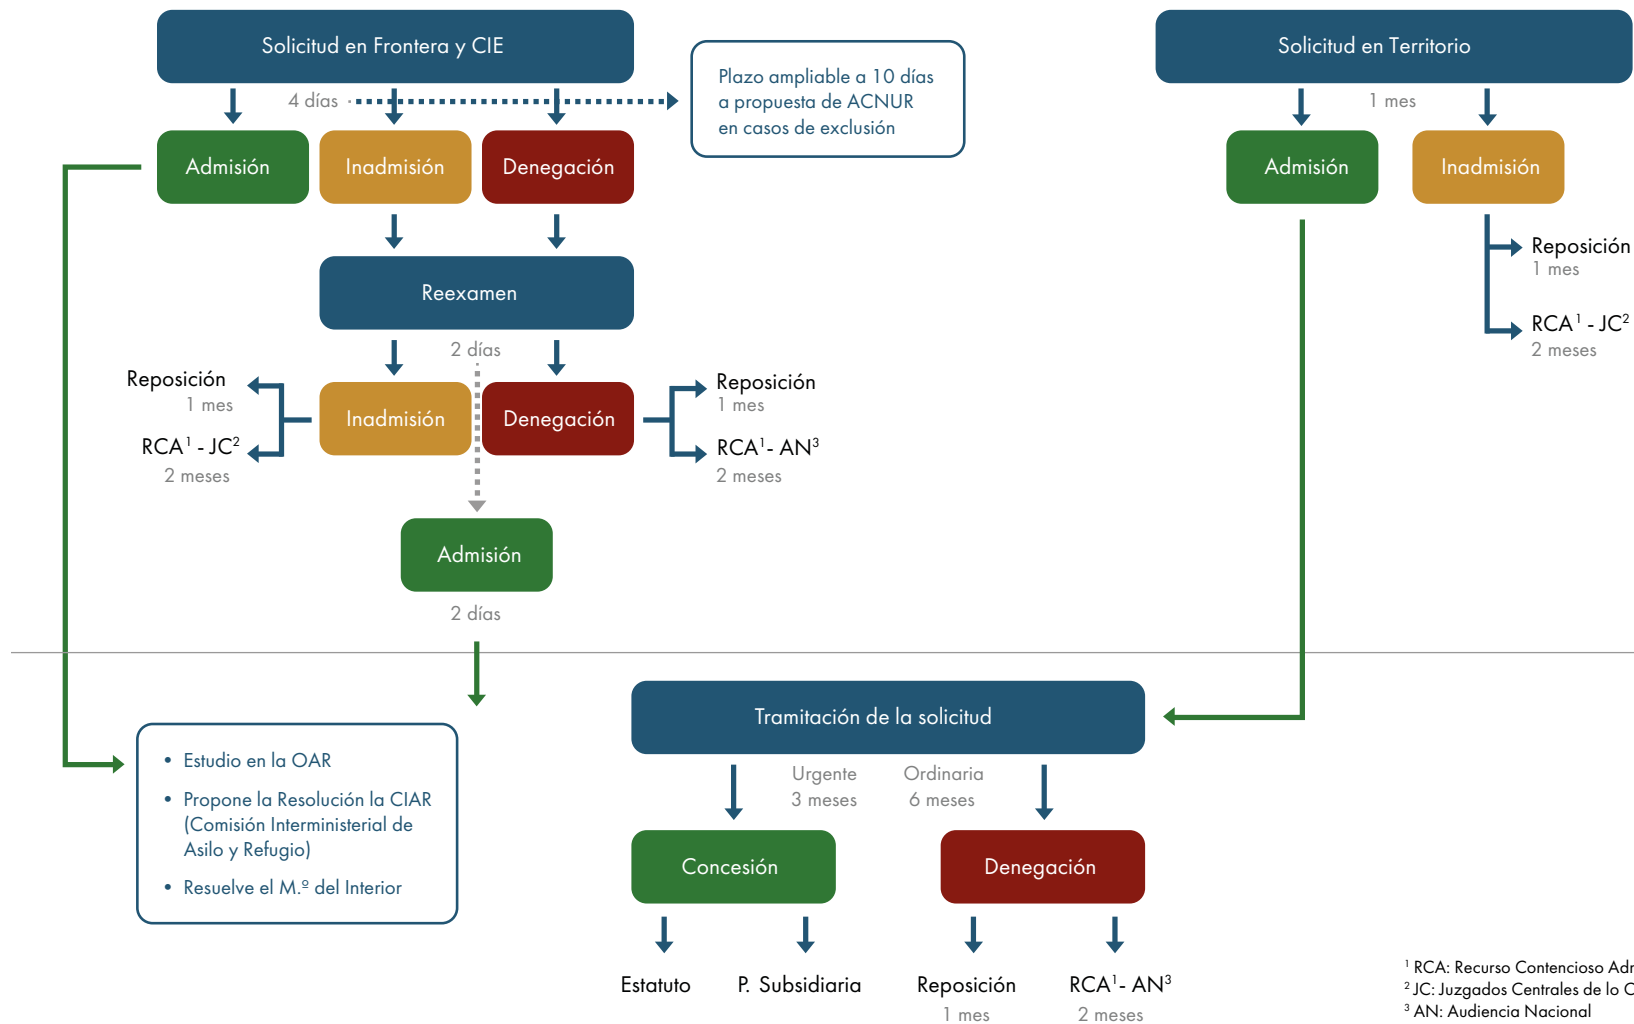 Solicitud en Frontera y CIE
Solicitud en Territorio
4 días
Plazo ampliable a 10 días
a propuesta de ACNUR
en casos de exclusión
1 mes
Admisión
Inadmisión
Denegación
Admisión
Inadmisión
Reposición
1 mes
RCA¹ - JC²
2 meses
Reexamen
2 días
Reposición
1 mes
RCA¹ - JC²
2 meses
Inadmisión
Denegación
Reposición
1 mes
RCA¹- AN³
2 meses
Admisión
2 días
Tramitación de la solicitud
• Estudio en la OAR
• Propone la Resolución la CIAR
(Comisión Interministerial de
Asilo y Refugio)
• Resuelve el M.º del Interior
Urgente
3 meses
Ordinaria
6 meses
Concesión
Denegación
Estatuto
P. Subsidiaria
Reposición
1 mes
RCA¹- AN³
2 meses
¹ RCA: Recurso Contencioso
² JC: Juzgados Centrales de lo
³ AN: Audiencia Nacional